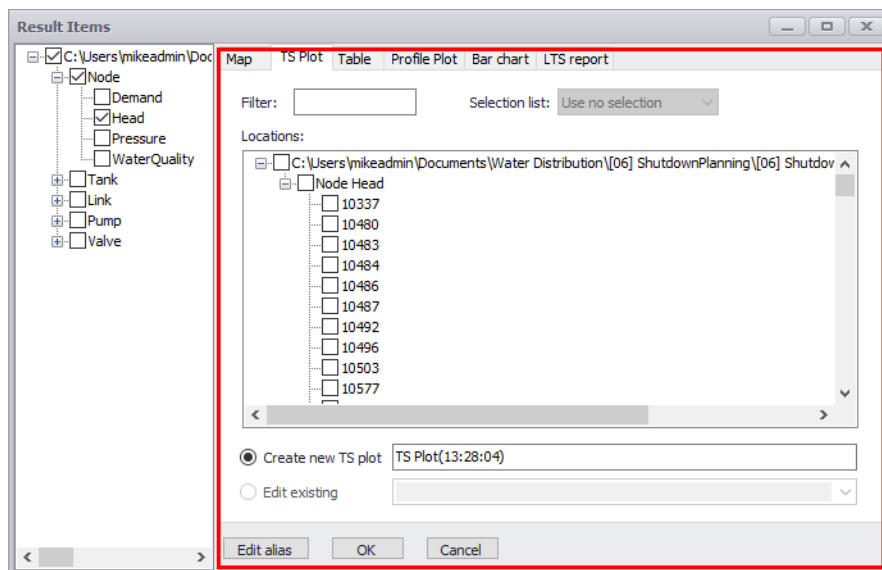 Result Items
C:\Users\mikeadmin\Doc
Node
Demand
Head
Pressure
WaterQuality
Tank
Link
Pump
Valve
Map TS Plot Table Profile Plot Bar chart LTS report
Filter: Selection list: Use no selection
Locations:
C:\Users\mikeadmin\Documents\Water Distribution\[06] ShutdownPlanning\[06] Shutdow
Node Head
10337
10480
10483
10484
10486
10487
10492
10496
10503
10577
Create new TS plot TS Plot(13:28:04)
Edit existing
Edit alias OK Cancel